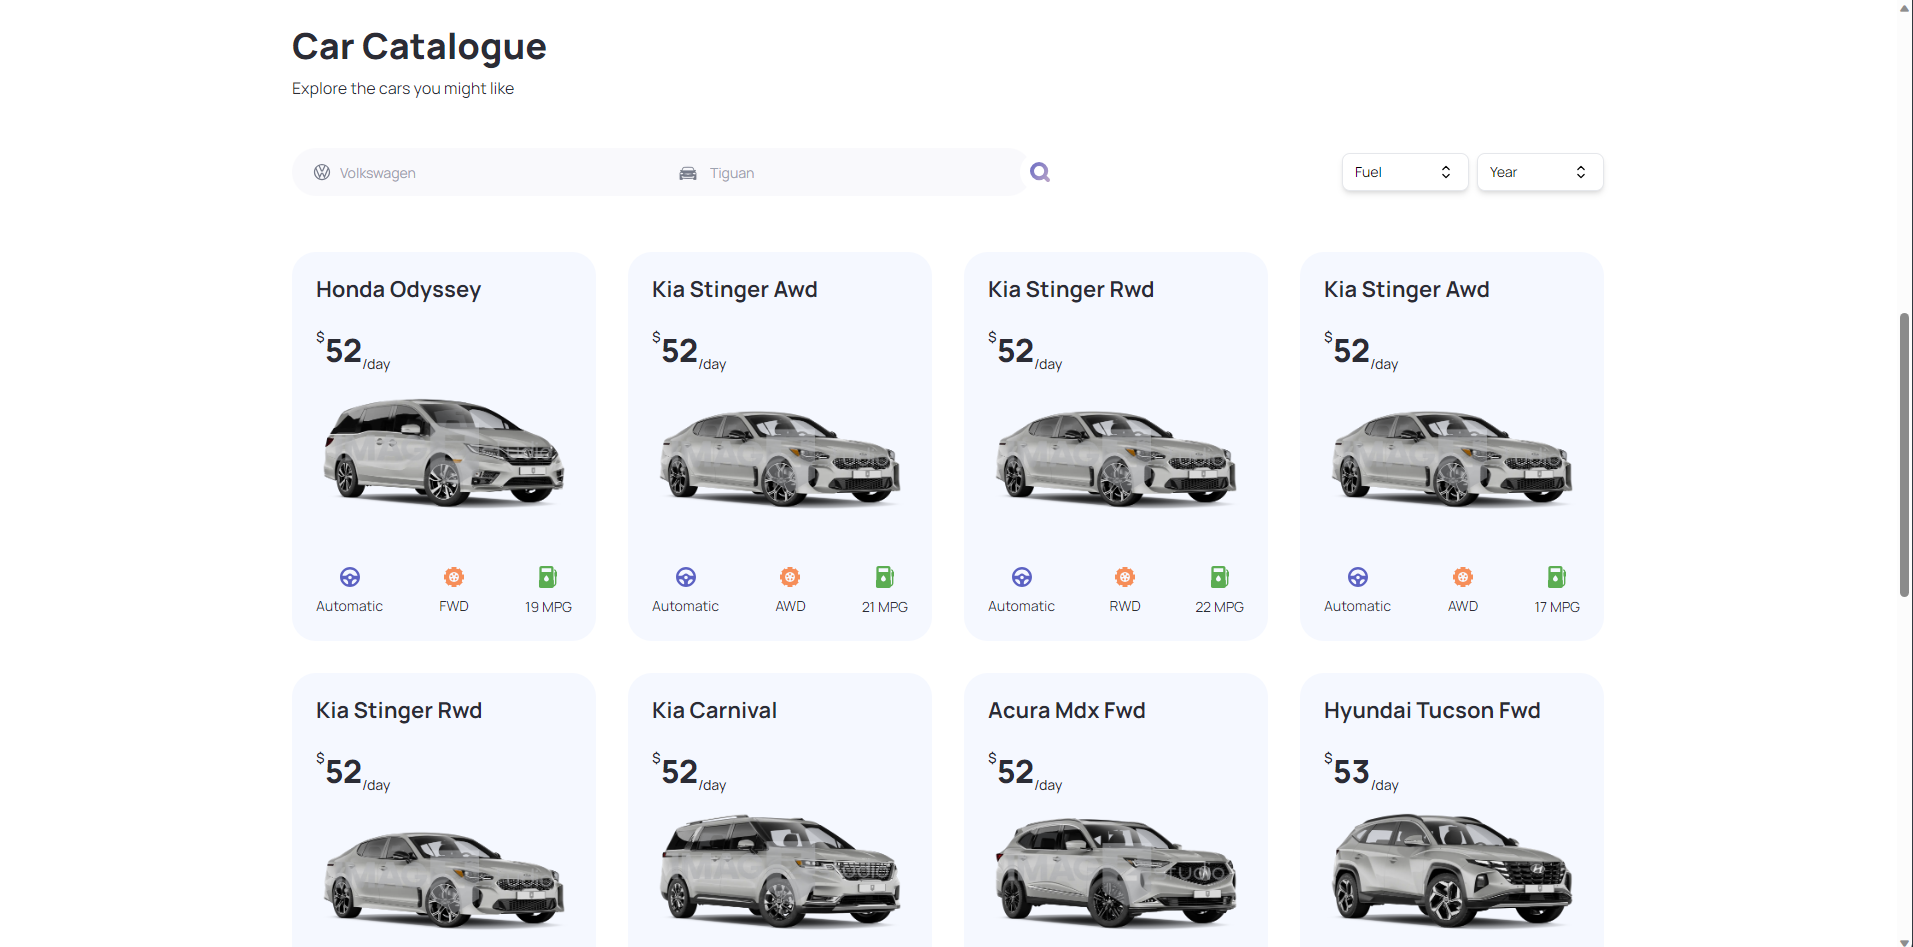 Car Catalogue
Explore the cars you might like
Volkswagen
Tiguan
Fuel
Year
Honda Odyssey
$52/day
Automatic
FWD
19 MPG
Kia Stinger Awd
$52/day
Automatic
AWD
21 MPG
Kia Stinger Rwd
$52/day
Automatic
RWD
22 MPG
Kia Stinger Awd
$52/day
Automatic
AWD
17 MPG
Kia Stinger Rwd
$52/day
Kia Carnival
$52/day
Acura Mdx Fwd
$52/day
Hyundai Tucson Fwd
$53/day